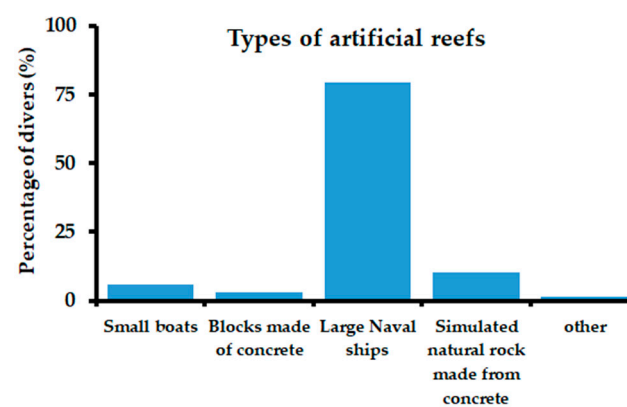 Types of artificial reefs
Percentage of divers (%)
100
75
50
25
0
Small boats
Blocks made
of concrete
Large Naval
ships
Simulated
natural rock
made from
concrete
other